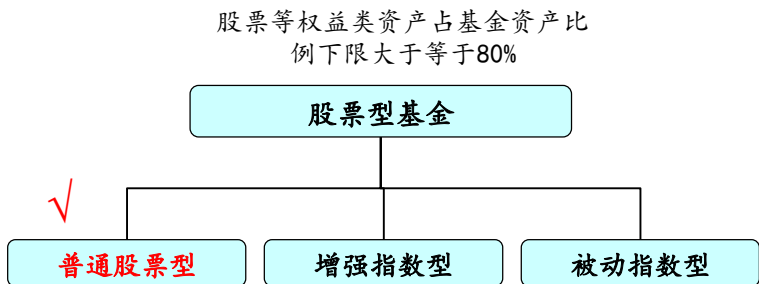 股票等权益类资产占基金资产比
例下限大于等于80%
股票型基金
√
普通股票型
增强指数型
被动指数型